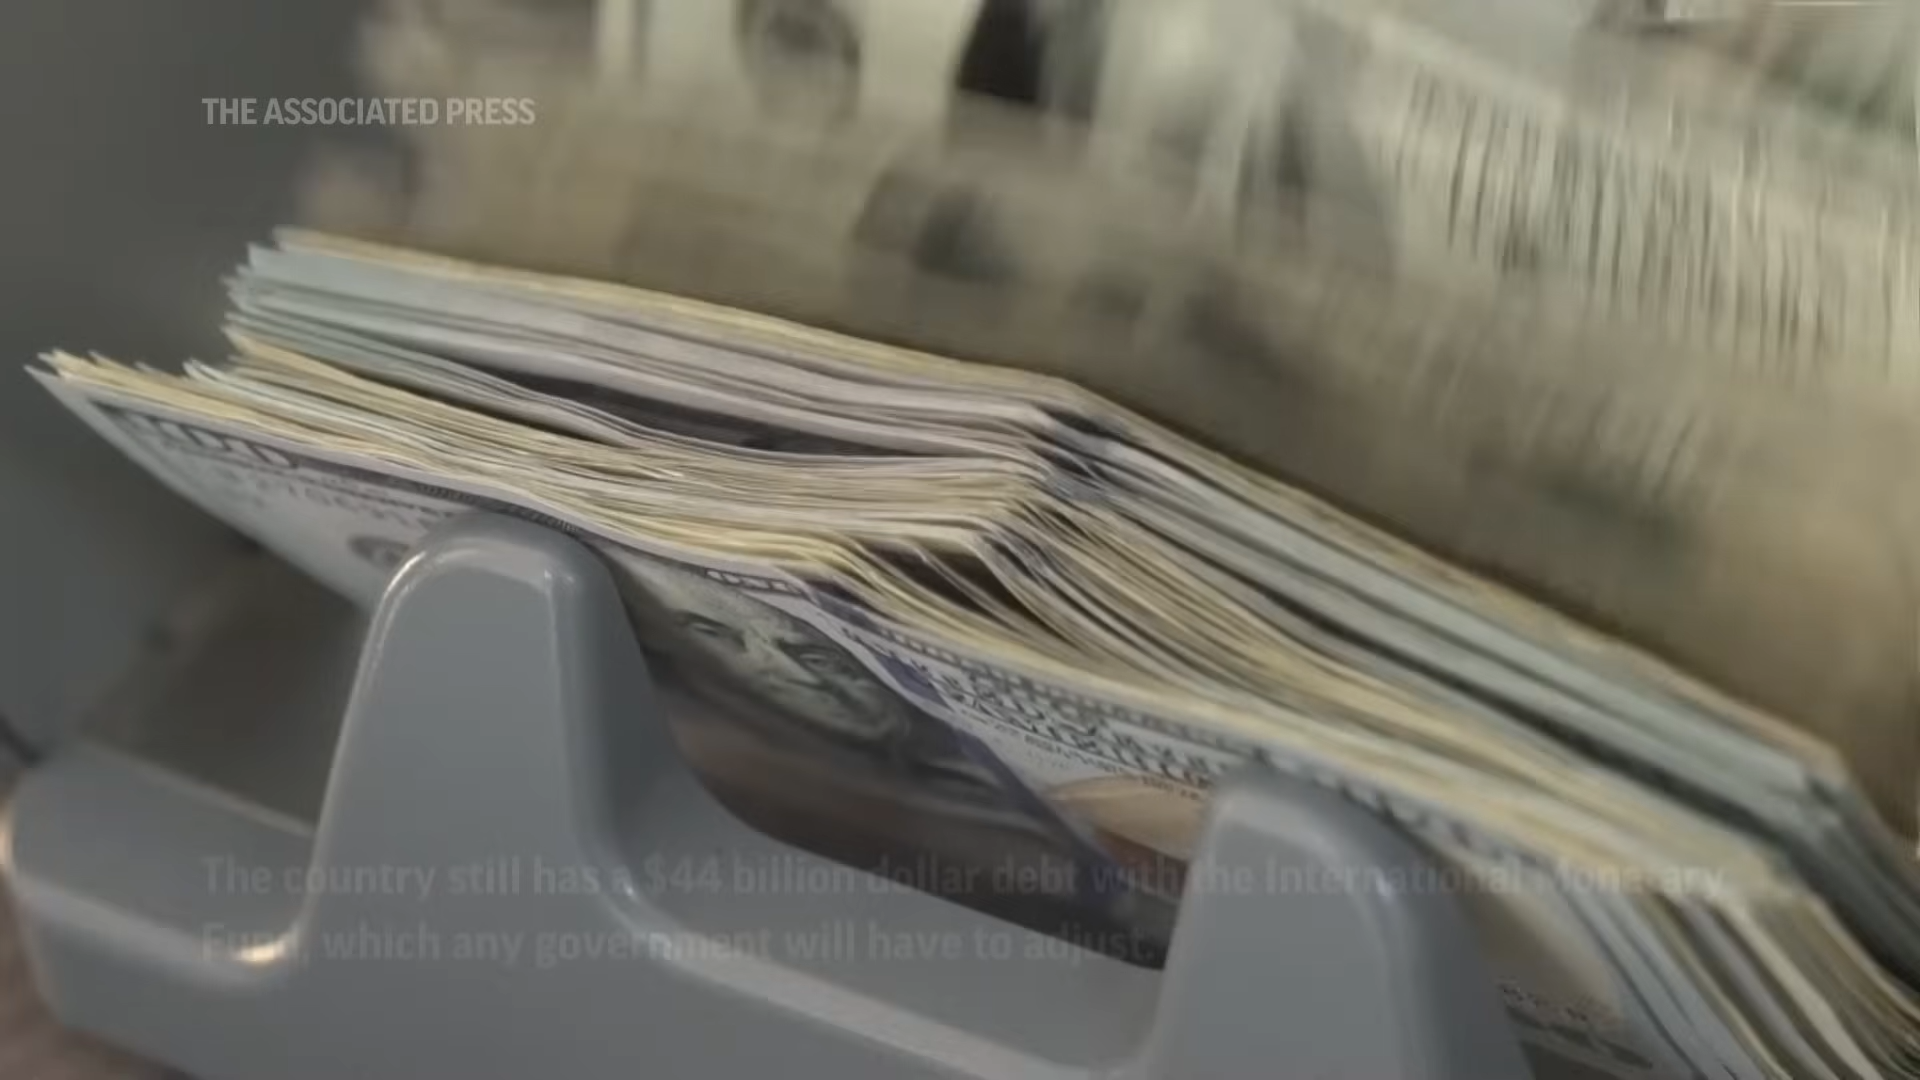 THE ASSOCIATED PRESS
The country still has a $44 billion dollar debt with the International Monetary
Fund, which any government will have to adjust.